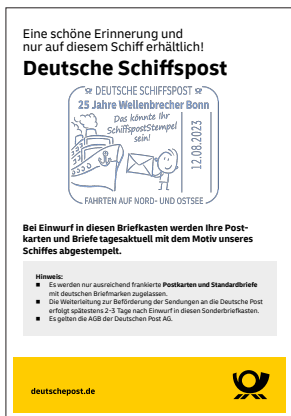 Eine schöne Erinnerung und
nur auf diesem Schiff erhältlich!
Deutsche Schiffspost
DEUTSCHE SCHIFFSPOST
25 Jahre Wellenbrecher Bonn
Das könnte Ihr
SchiffspostStempel
sein!
12.08.2023
FAHRTEN AUF NORD- UND OSTSEE
Bei Einwurf in diesen Briefkasten werden Ihre Post-
karten und Briefe tagesaktuell mit dem Motiv unseres
Schiffes abgestempelt.
Hinweis:
■ Es werden nur ausreichend frankierte Postkarten und Standardbriefe
mit deutschen Briefmarken zugelassen.
■ Die Weiterleitung zur Beförderung der Sendungen an die Deutsche Post
erfolgt spätestens 2-3 Tage nach Einwurf in diesen Sonderbriefkasten.
■ Es gelten die AGB der Deutschen Post AG.
deutschepost.de